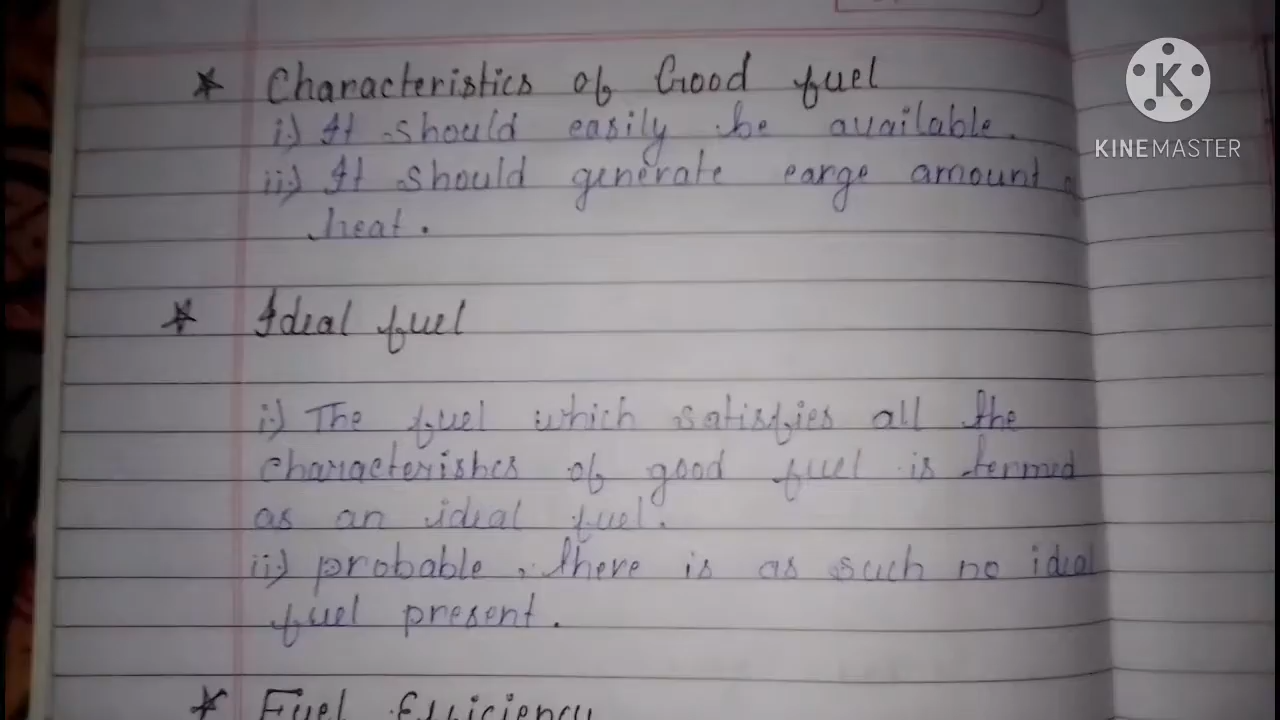 * Characteristics of Good fuel
i) It should easily be available.
ii) It should generate earge amount
heat.
* Ideal fuel
i) The fuel which satisfies all the
characteristics of good fuel is termed
as an ideal fuel.
ii) probable, there is as such no ideal
fuel present.
* Fuel Efficiency
K
KINEMASTER